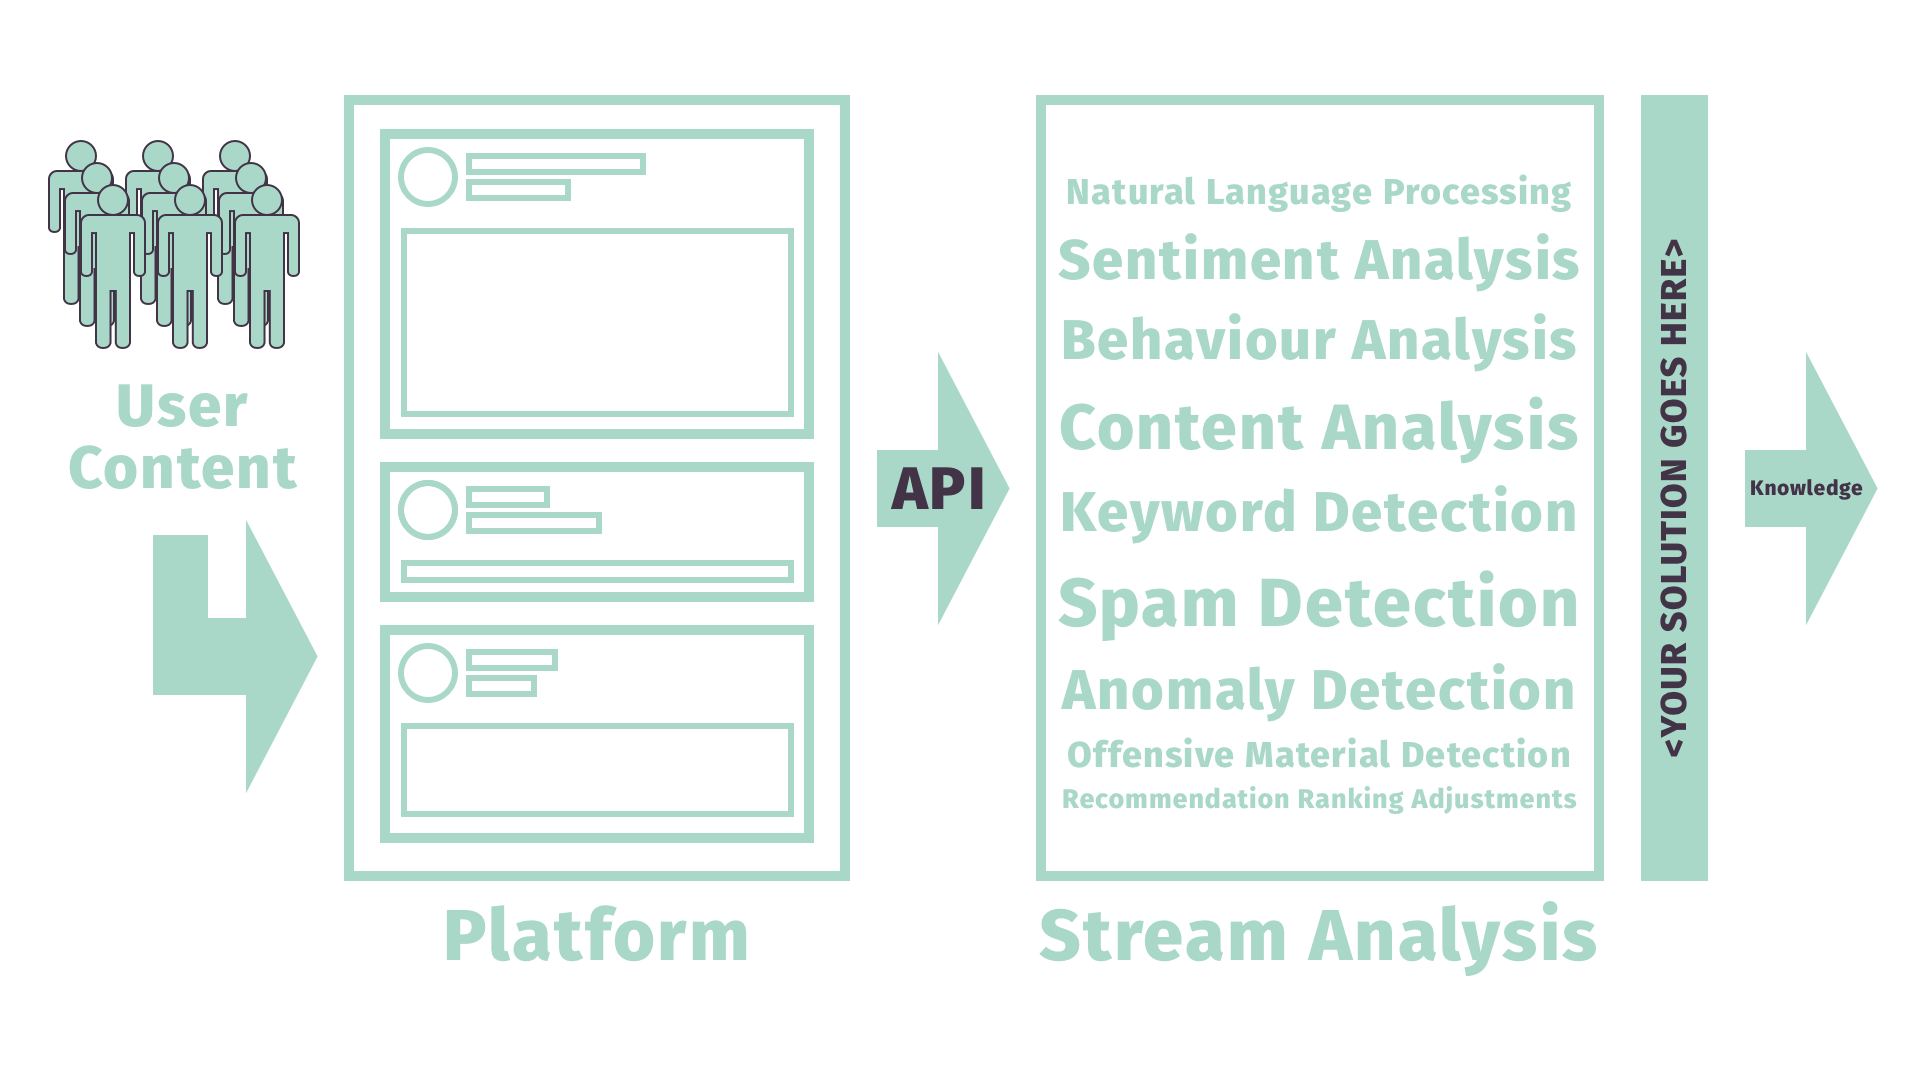 User
Content
Platform
API
Natural Language Processing
Sentiment Analysis
Behaviour Analysis
Content Analysis
Keyword Detection
Spam Detection
Anomaly Detection
Offensive Material Detection
Recommendation Ranking Adjustments
Stream Analysis
<YOUR SOLUTION GOES HERE>
Knowledge